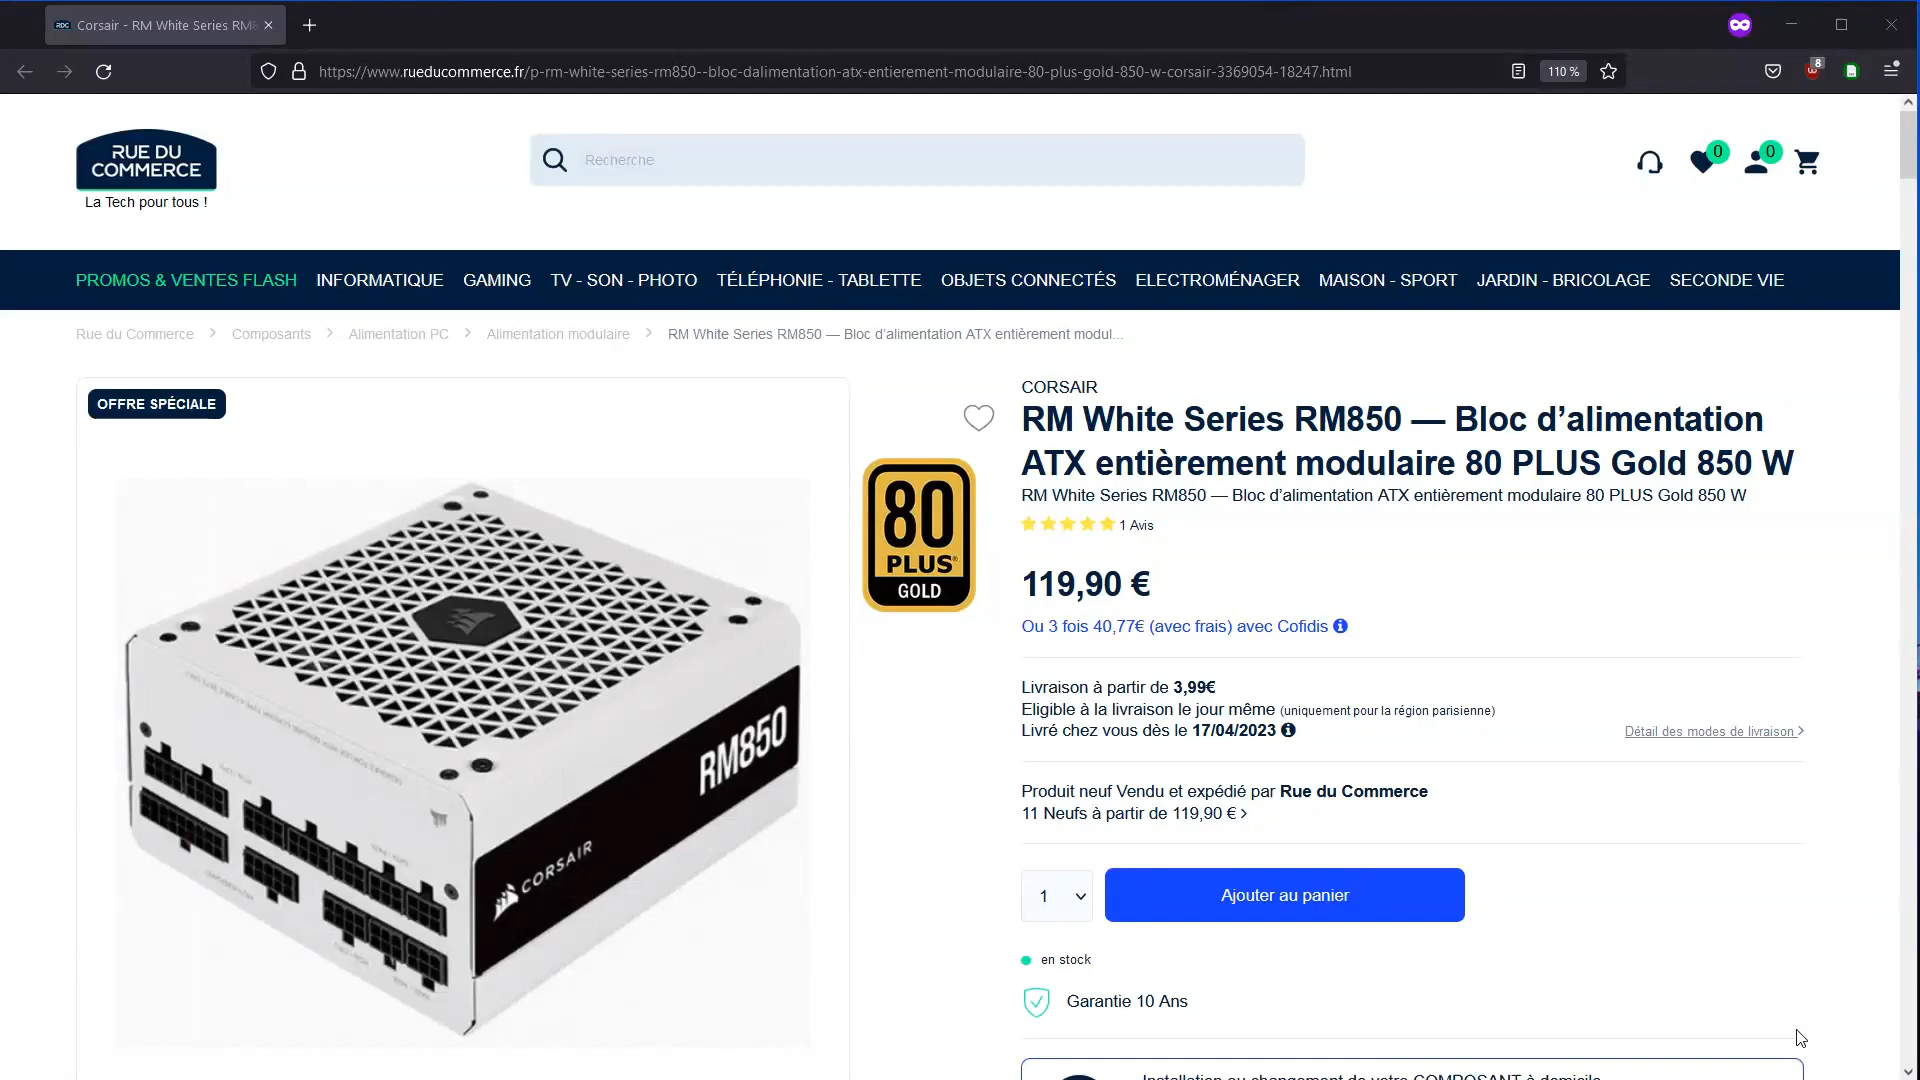 Corsair - RM White Series RM8
https://www.rueducommerce.fr/p-rm-white-series-rm850--bloc-dalimentation-atx-entierement-modulaire-80-plus-gold-850-w-corsair-3369054-18247.html
110 %
8
RUE DU
COMMERCE
La Tech pour tous !
Recherche
0
0
PROMOS & VENTES FLASH INFORMATIQUE GAMING TV - SON - PHOTO TÉLÉPHONIE - TABLETTE OBJETS CONNECTÉS ELECTROMÉNAGER MAISON - SPORT JARDIN - BRICOLAGE SECONDE VIE
Rue du Commerce > Composants > Alimentation PC > Alimentation modulaire > RM White Series RM850 — Bloc d’alimentation ATX entièrement modul...
OFFRE SPÉCIALE
RM850
CORSAIR
80
PLUS®
GOLD
CORSAIR
RM White Series RM850 — Bloc d’alimentation
ATX entièrement modulaire 80 PLUS Gold 850 W
RM White Series RM850 — Bloc d’alimentation ATX entièrement modulaire 80 PLUS Gold 850 W
1 Avis
119,90 €
Ou 3 fois 40,77€ (avec frais) avec Cofidis
Livraison à partir de 3,99€
Eligible à la livraison le jour même (uniquement pour la région parisienne)
Livré chez vous dès le 17/04/2023
Détail des modes de livraison >
Produit neuf Vendu et expédié par Rue du Commerce
11 Neufs à partir de 119,90 € >
1
Ajouter au panier
en stock
Garantie 10 Ans
Installation ou changement de votre COMPOSANT à domicile